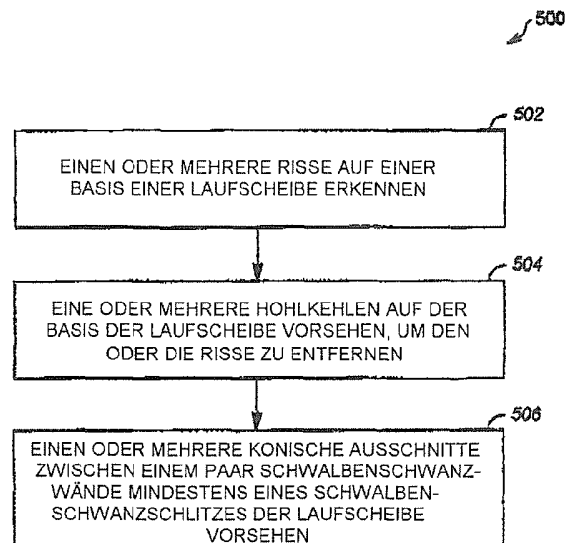 500
502
EINEN ODER MEHRERE RISSE AUF EINER
BASIS EINER LAUFSCHEIBE ERKENNEN
504
EINE ODER MEHRERE HOHLKEHLEN AUF DER
BASIS DER LAUFSCHEIBE VORSEHEN, UM DEN
ODER DIE RISSE ZU ENTFERNEN
506
EINEN ODER MEHRERE KONISCHE AUSSCHNITTE
ZWISCHEN EINEM PAAR SCHWALBENSCHWANZ-
WÄNDE MINDESTENS EINES SCHWALBEN-
SCHWANZSCHLITZES DER LAUFSCHEIBE
VORSEHEN